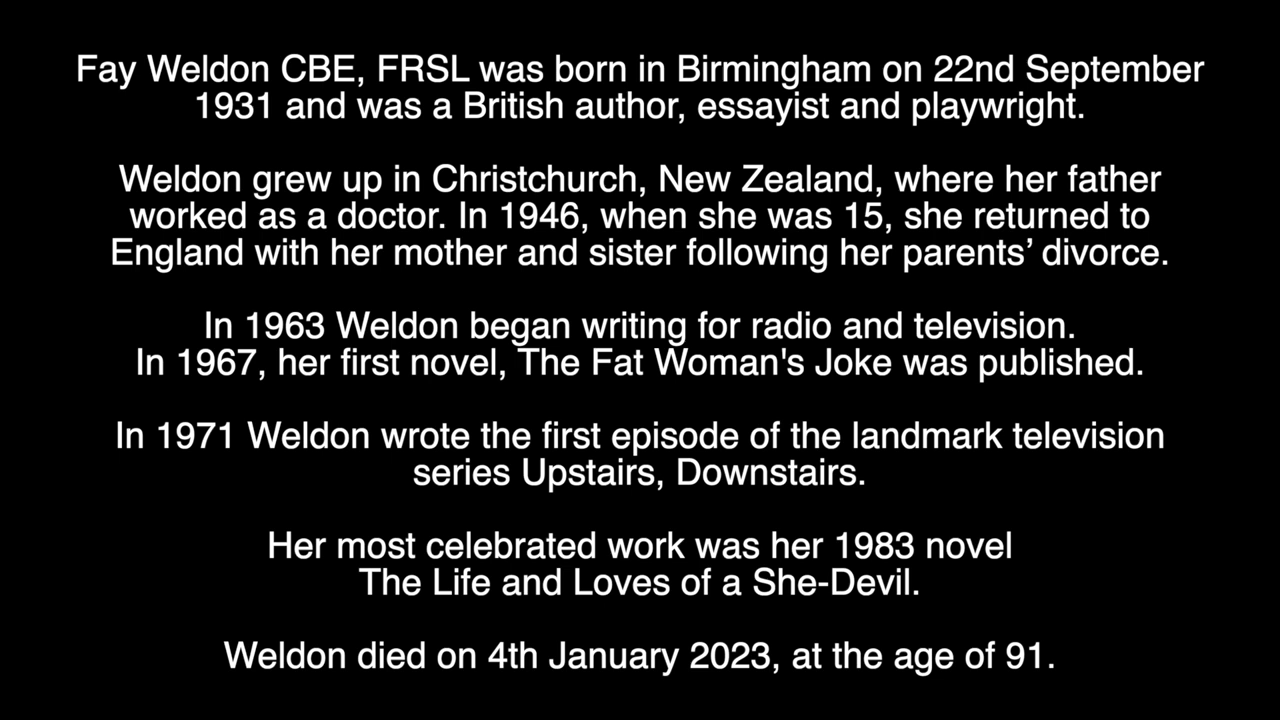 Fay Weldon CBE, FRSL was born in Birmingham on 22nd September
1931 and was a British author, essayist and playwright.
Weldon grew up in Christchurch, New Zealand, where her father
worked as a doctor. In 1946, when she was 15, she returned to
England with her mother and sister following her parents’ divorce.
In 1963 Weldon began writing for radio and television.
In 1967, her first novel, The Fat Woman's Joke was published.
In 1971 Weldon wrote the first episode of the landmark television
series Upstairs, Downstairs.
Her most celebrated work was her 1983 novel
The Life and Loves of a She-Devil.
Weldon died on 4th January 2023, at the age of 91.